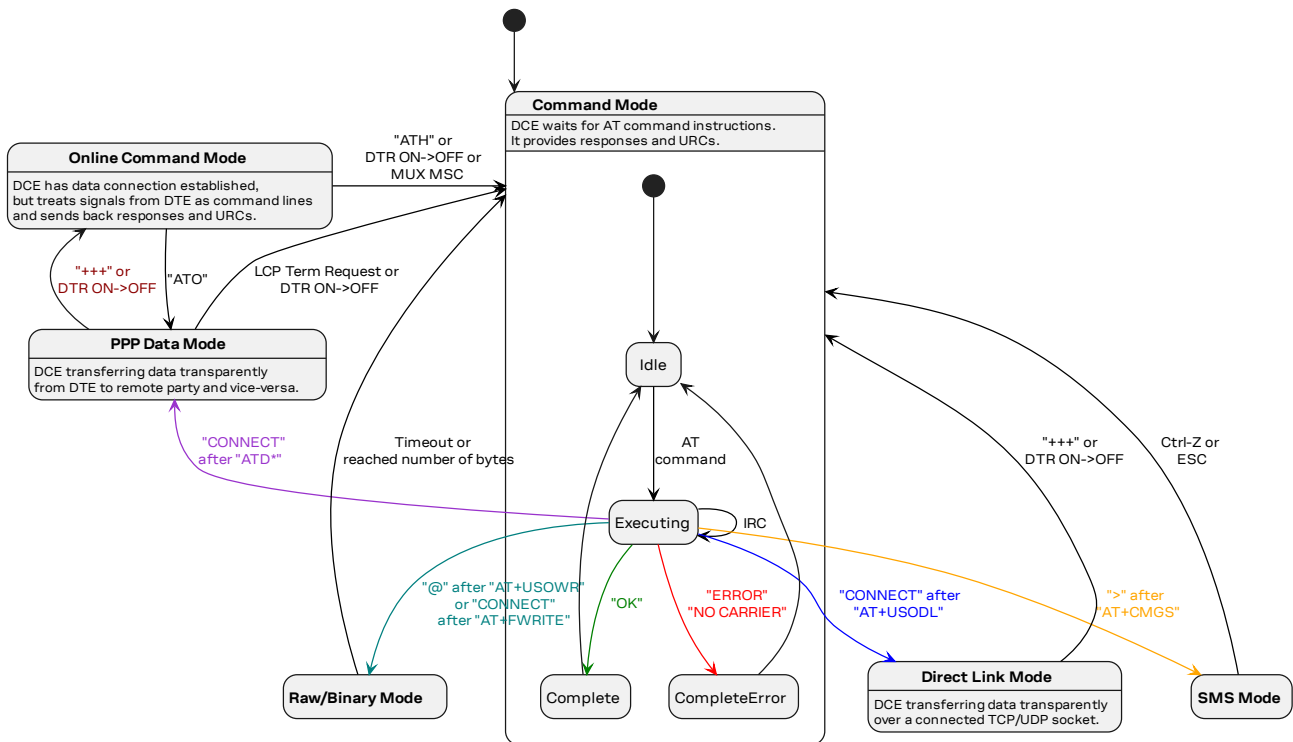 Command Mode
DCE waits for AT command instructions.
It provides responses and URCs.
"ATH" or
DTR ON->OFF or
MUX MSC
Online Command Mode
DCE has data connection established,
but treats signals from DTE as command lines
and sends back responses and URCs.
"+++" or
DTR ON->OFF
"ATO"
LCP Term Request or
DTR ON->OFF
PPP Data Mode
DCE transferring data transparently
from DTE to remote party and vice-versa.
Idle
"CONNECT"
after "ATD*"
Timeout or
reached number of bytes
AT
command
"+++" or
DTR ON->OFF
Ctrl-Z or
ESC
Executing
IRC
"@" after "AT+USOWR"
or "CONNECT"
after "AT+FWRITE"
"OK"
"ERROR"
"NO CARRIER"
"CONNECT" after
"AT+USODL"
">" after
"AT+CMGS"
Raw/Binary Mode
Complete
CompleteError
Direct Link Mode
DCE transferring data transparently
over a connected TCP/UDP socket.
SMS Mode